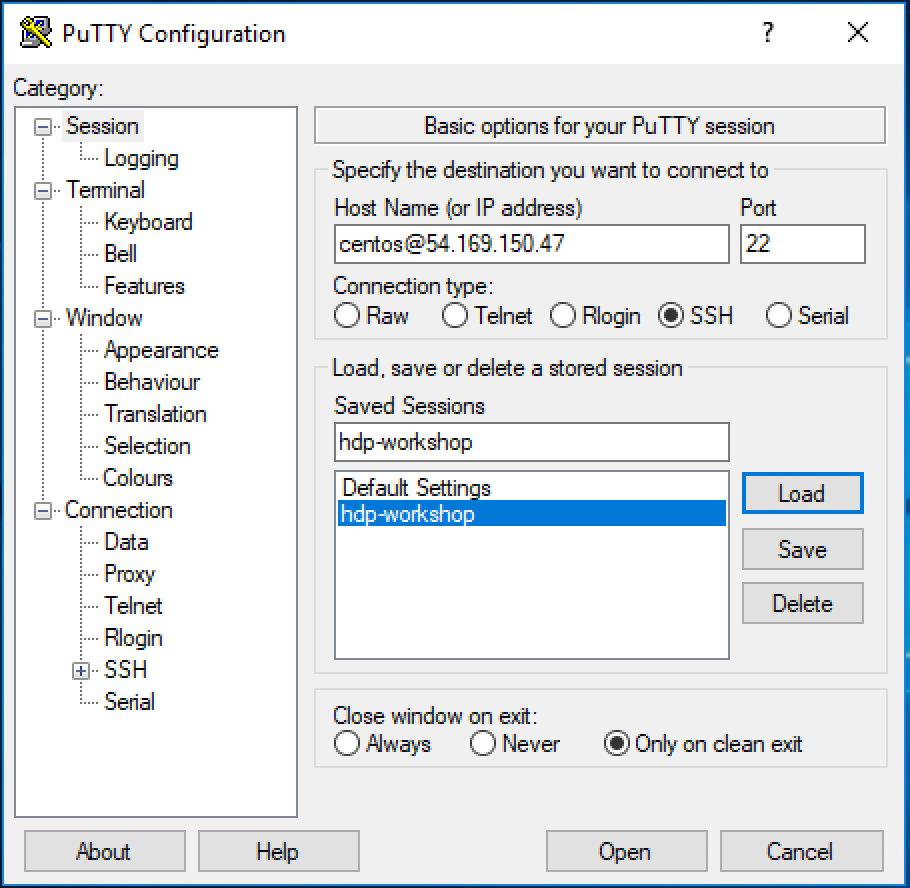 PuTTY Configuration
?
Category:
Session
Logging
Terminal
Keyboard
Bell
Features
Window
Appearance
Behaviour
Translation
Selection
Colours
Connection
Data
Proxy
Telnet
Rlogin
SSH
Serial
Basic options for your PuTTY session
Specify the destination you want to connect to
Host Name (or IP address) Port
centos@54.169.150.47 22
Connection type:
Raw Telnet Rlogin SSH Serial
Load, save or delete a stored session
Saved Sessions
hdp-workshop
Default Settings
hdp-workshop
Load
Save
Delete
Close window on exit:
Always Never Only on clean exit
About Help Open Cancel